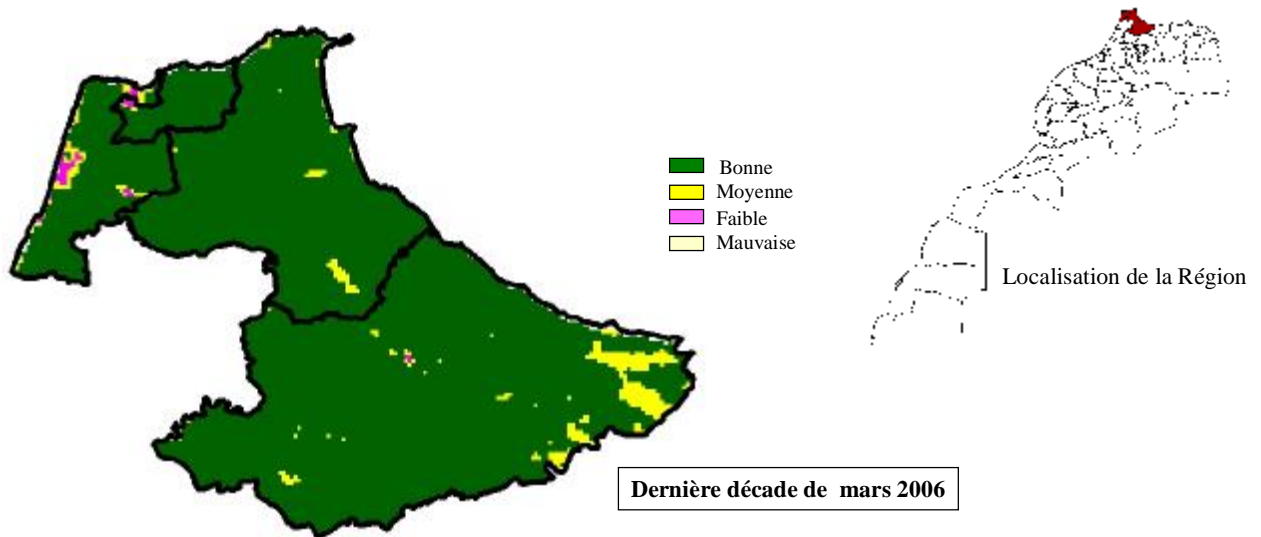 Bonne
Moyenne
Faible
Mauvaise
Localisation de la Région
Dernière décade de mars 2006